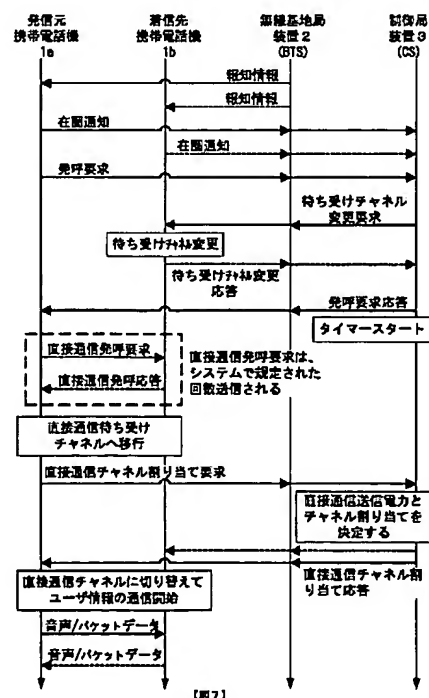 発信元
携帯電話機
1a
着信先
携帯電話機
1b
無線基地局
装置2
(BTS)
制御局
装置3
(CS)
報知情報
報知情報
在圏通知
在圏通知
発呼要求
待ち受けチャネル
変更要求
待ち受けチャネル変更
待ち受けチャネル変更
応答
発呼要求応答
タイマースタート
直接通信発呼要求
直接通信発呼応答
直接通信発呼要求は、
システムで規定された
回数送信される
直接通信待ち受け
チャネルへ移行
直接通信チャネル割り当て要求
直接通信送信電力と
チャネル割り当てを
決定する
直接通信チャネル割
り当て応答
直接通信チャネルに切り替えて
ユーザ情報の通信開始
音声/パケットデータ
音声/パケットデータ
【図7】